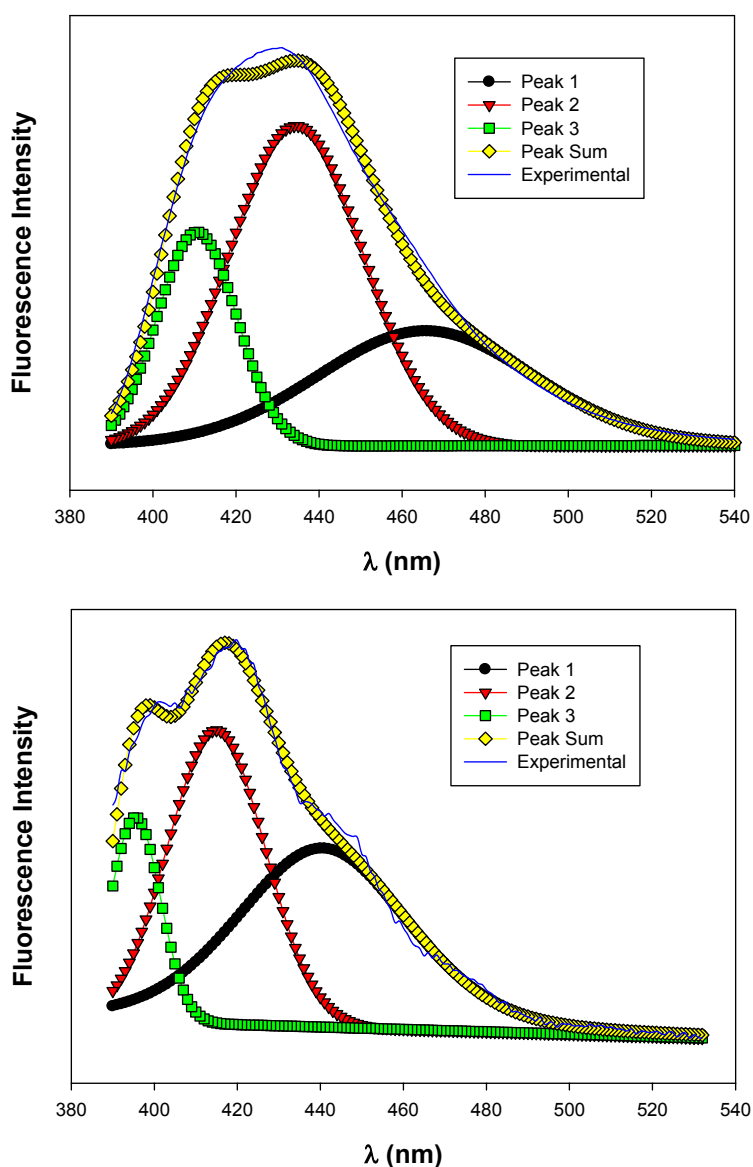 Fluorescence Intensity
Peak 1
Peak 2
Peak 3
Peak Sum
Experimental
380 400 420 440 460 480 500 520 540
λ (nm)
Fluorescence Intensity
Peak 1
Peak 2
Peak 3
Peak Sum
Experimental
380 400 420 440 460 480 500 520 540
λ (nm)